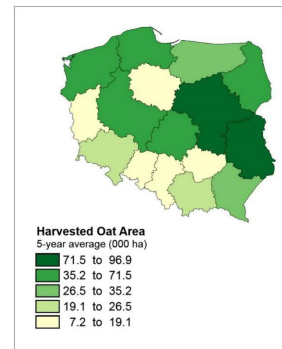 Harvested Oat Area
5-year average (000 ha)
71.5 to 96.9
35.2 to 71.5
26.5 to 35.2
19.1 to 26.5
7.2 to 19.1